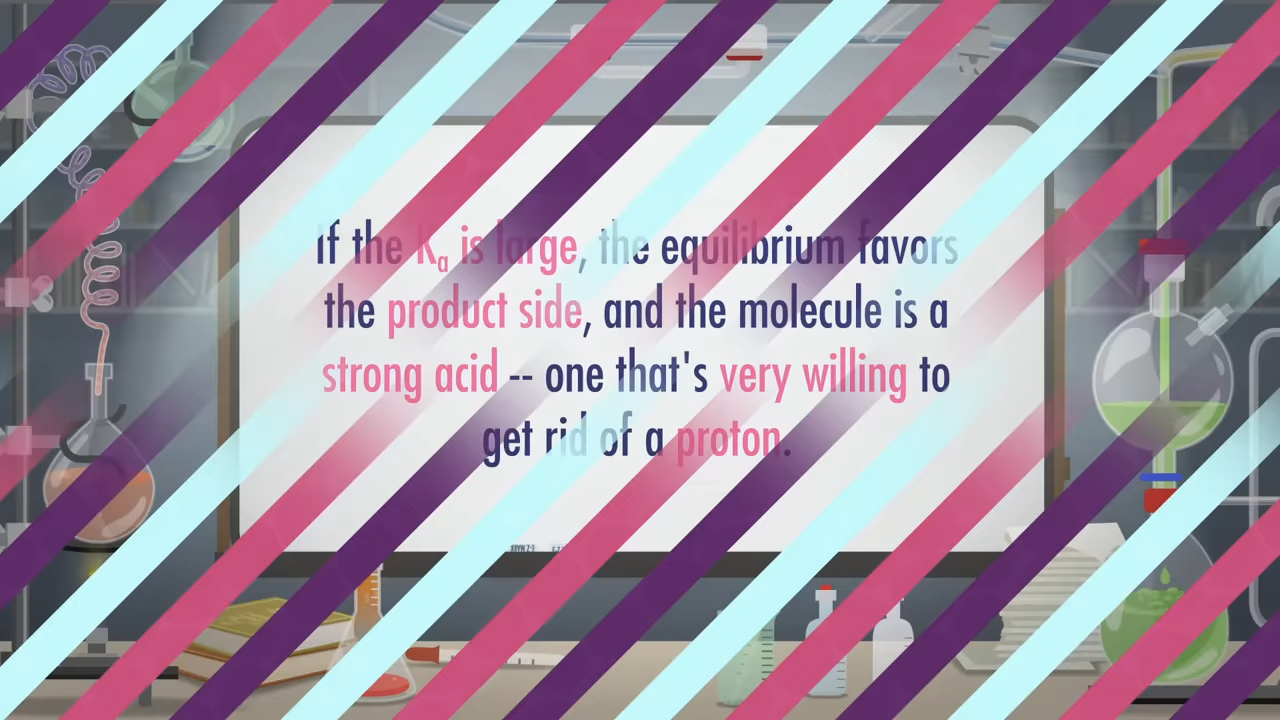 If the Kₐ is large, the equilibrium favors
the product side, and the molecule is a
strong acid -- one that's very willing to
get rid of a proton.